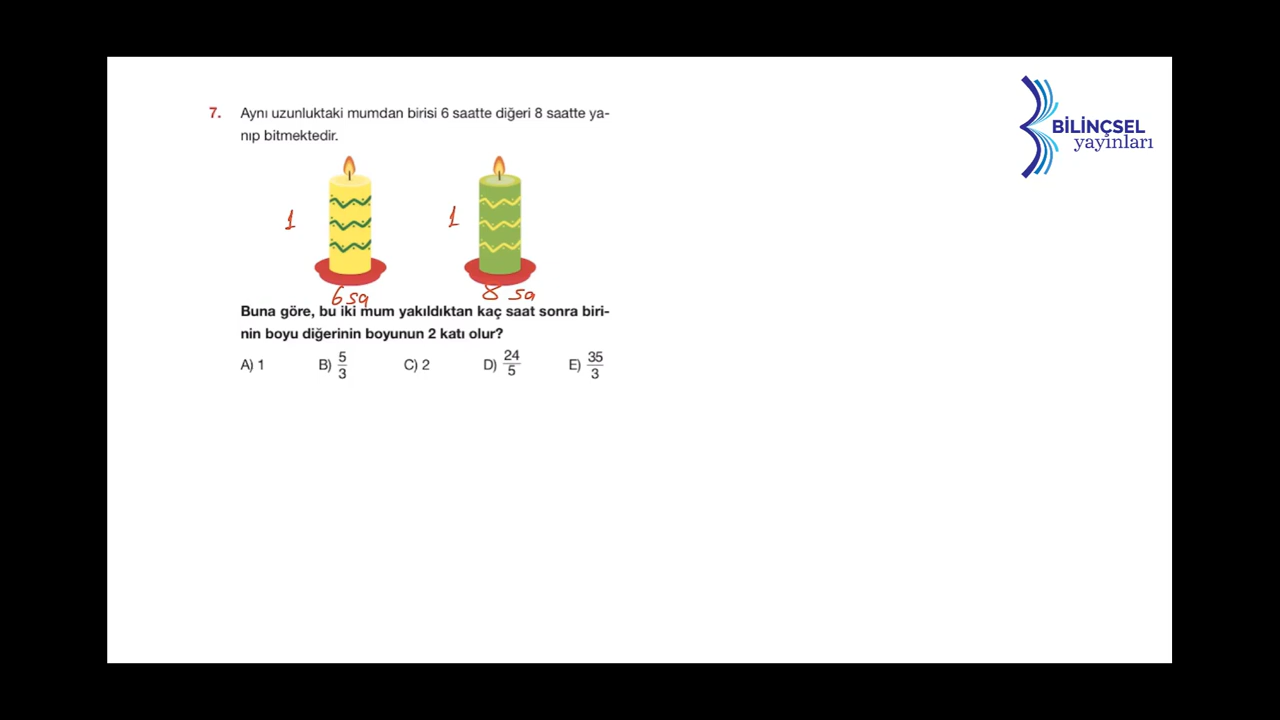 BİLİNÇSEL
yayınları
7. Aynı uzunluktaki mumdan birisi 6 saatte diğeri 8 saatte ya-
nıp bitmektedir.
1 1
6 sa 8 sa
Buna göre, bu iki mum yakıldıktan kaç saat sonra biri-
nin boyu diğerinin boyunun 2 katı olur?
A) 1 B) 5/3 C) 2 D) 24/5 E) 35/3